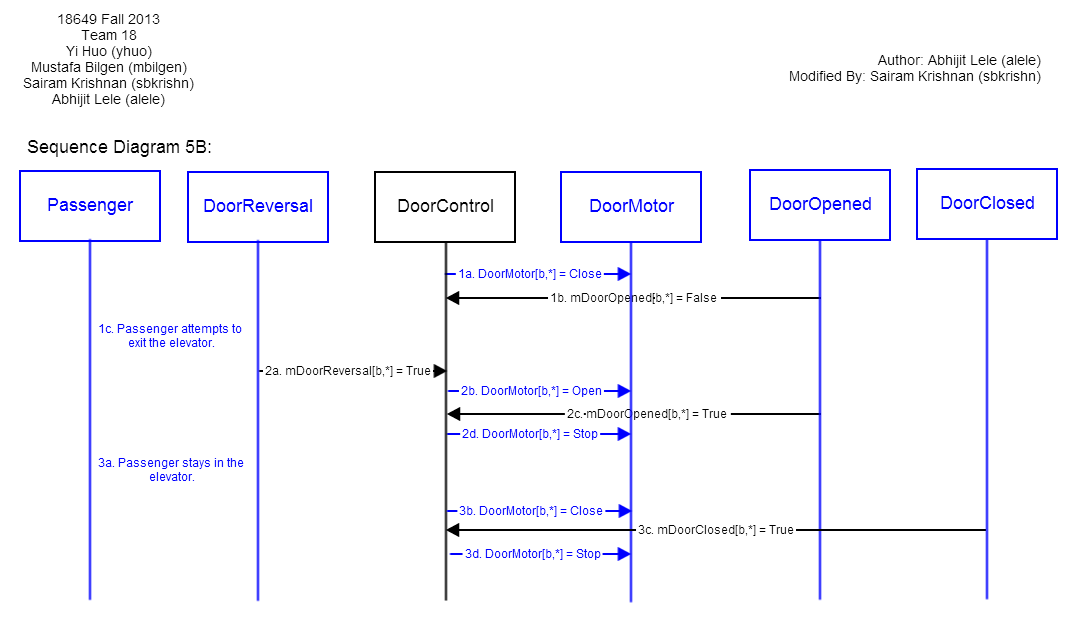 18649 Fall 2013
Team 18
Yi Huo (yhuo)
Mustafa Bilgen (mbilgen)
Sairam Krishnan (sbkrishn)
Abhijit Lele (alele)
Author: Abhijit Lele (alele)
Modified By: Sairam Krishnan (sbkrishn)
Sequence Diagram 5B:
Passenger
DoorReversal
DoorControl
DoorMotor
DoorOpened
DoorClosed
1a. DoorMotor[b,*] = Close
1b. mDoorOpened[b,*] = False
1c. Passenger attempts to
exit the elevator.
2a. mDoorReversal[b,*] = True
2b. DoorMotor[b,*] = Open
2c. mDoorOpened[b,*] = True
2d. DoorMotor[b,*] = Stop
3a. Passenger stays in the
elevator.
3b. DoorMotor[b,*] = Close
3c. mDoorClosed[b,*] = True
3d. DoorMotor[b,*] = Stop